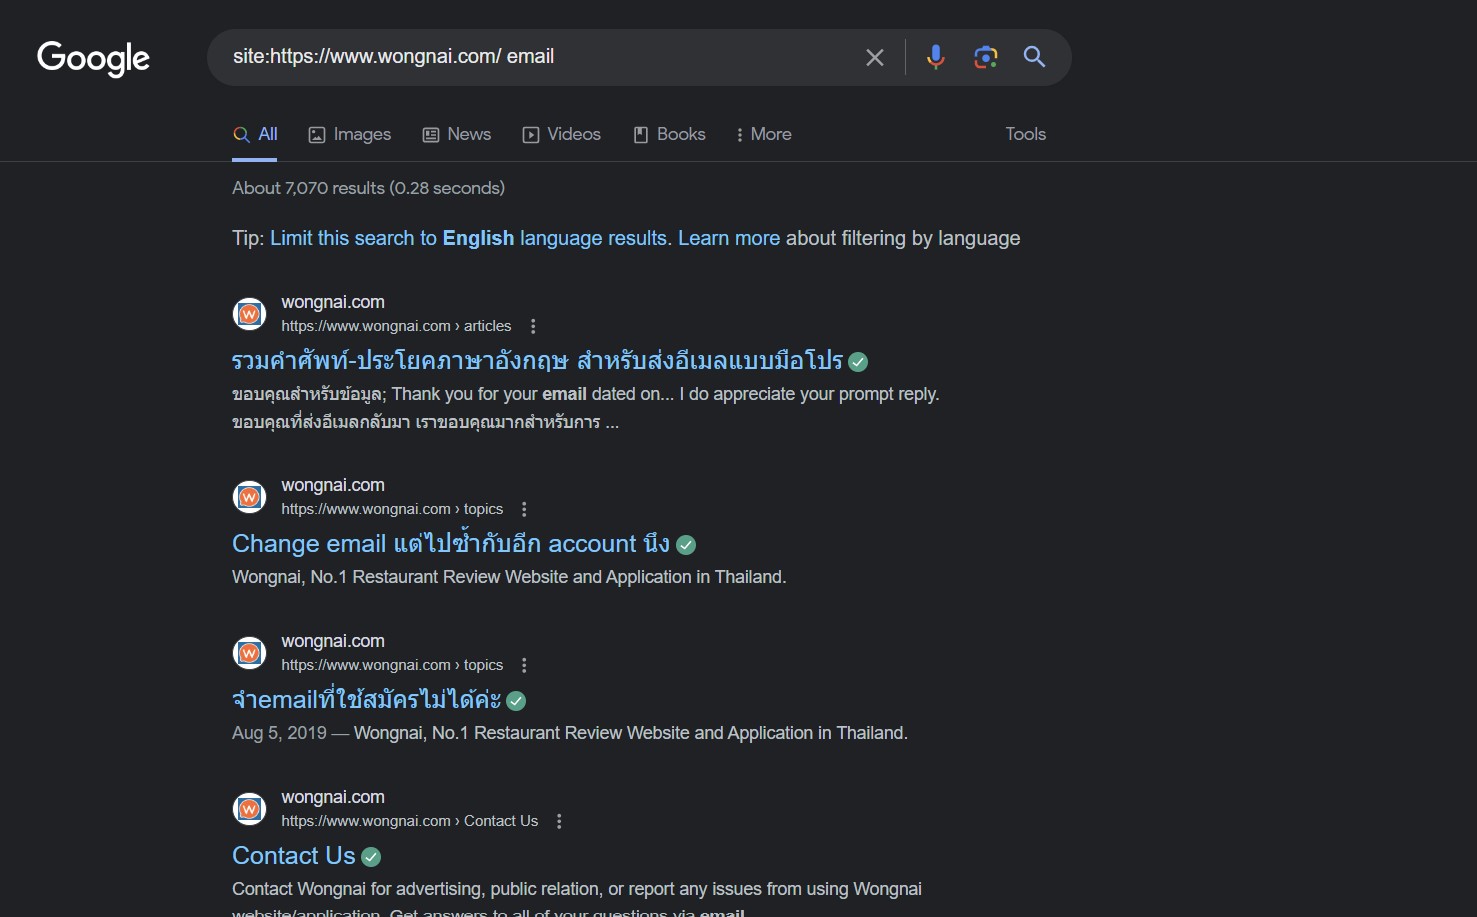 Google
site:https://www.wongnai.com/ email
All Images News Videos Books More Tools
About 7,070 results (0.28 seconds)
Tip: Limit this search to English language results. Learn more about filtering by language
wongnai.com
https://www.wongnai.com › articles
รวมคำศัพท์-ประโยคภาษาอังกฤษ สำหรับส่งอีเมลแบบมือโปร
ขอบคุณสำหรับข้อมูล; Thank you for your email dated on... I do appreciate your prompt reply.
ขอบคุณที่ส่งอีเมลกลับมา เราขอบคุณมากสำหรับการ ...
wongnai.com
https://www.wongnai.com › topics
Change email แต่ไปซ้ำกับอีก account นึง
Wongnai, No.1 Restaurant Review Website and Application in Thailand.
wongnai.com
https://www.wongnai.com › topics
จำemailที่ใช้สมัครไม่ได้ค่ะ
Aug 5, 2019 — Wongnai, No.1 Restaurant Review Website and Application in Thailand.
wongnai.com
https://www.wongnai.com › Contact Us
Contact Us
Contact Wongnai for advertising, public relation, or report any issues from using Wongnai
website/application. Get answers to all of your questions via email